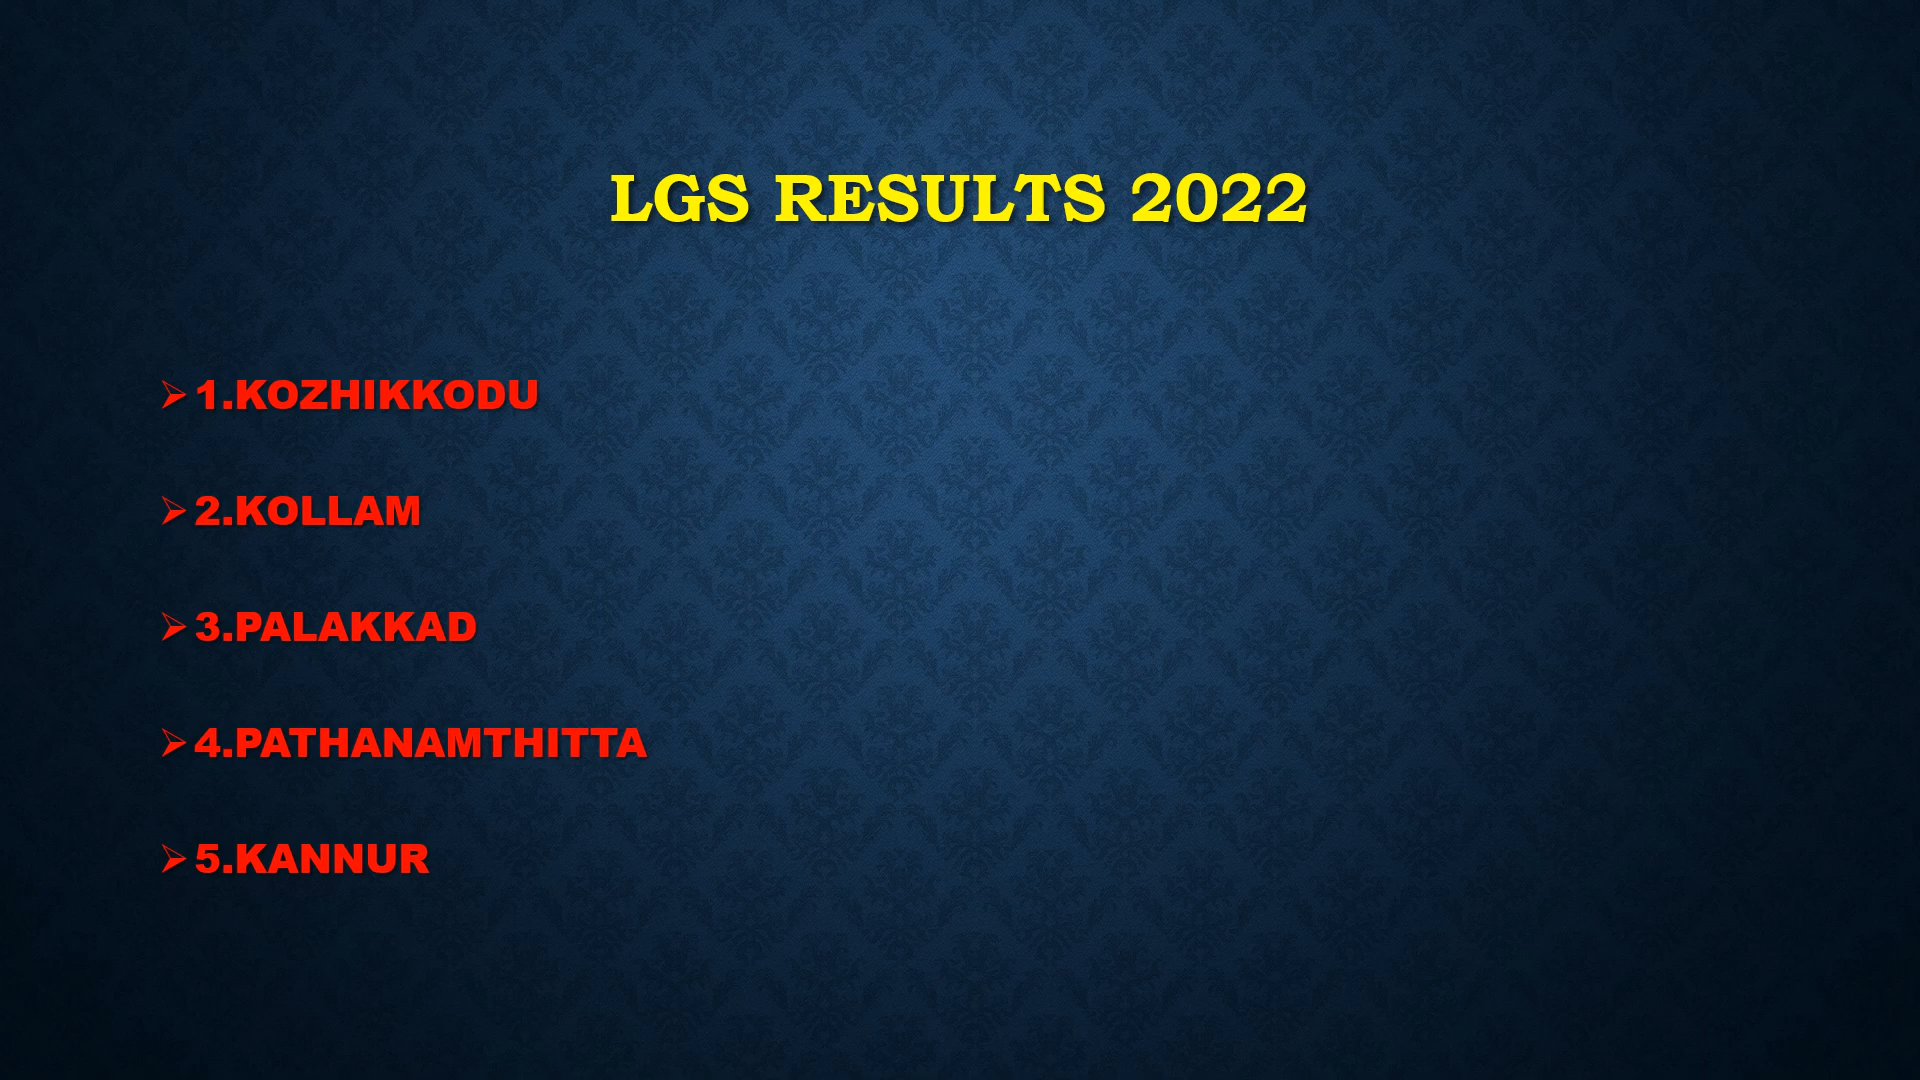 LGS RESULTS 2022
➢ 1.KOZHIKKODU
➢ 2.KOLLAM
➢ 3.PALAKKAD
➢ 4.PATHANAMTHITTA
➢ 5.KANNUR